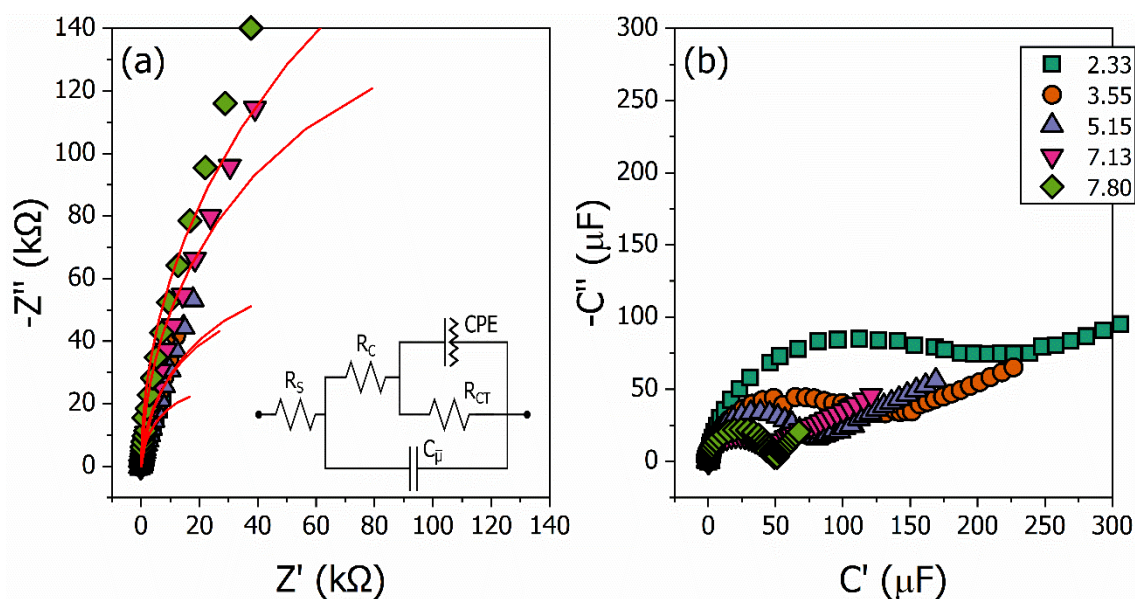 (a)
-Z" (kΩ)
140
120
100
80
60
40
20
0
0 20 40 60 80 100 120 140
Z' (kΩ)
R_S
R_C
CPE
R_CT
C_μ̅
(b)
-C" (μF)
300
250
200
150
100
50
0
0 50 100 150 200 250 300
C' (μF)
2.33
3.55
5.15
7.13
7.80